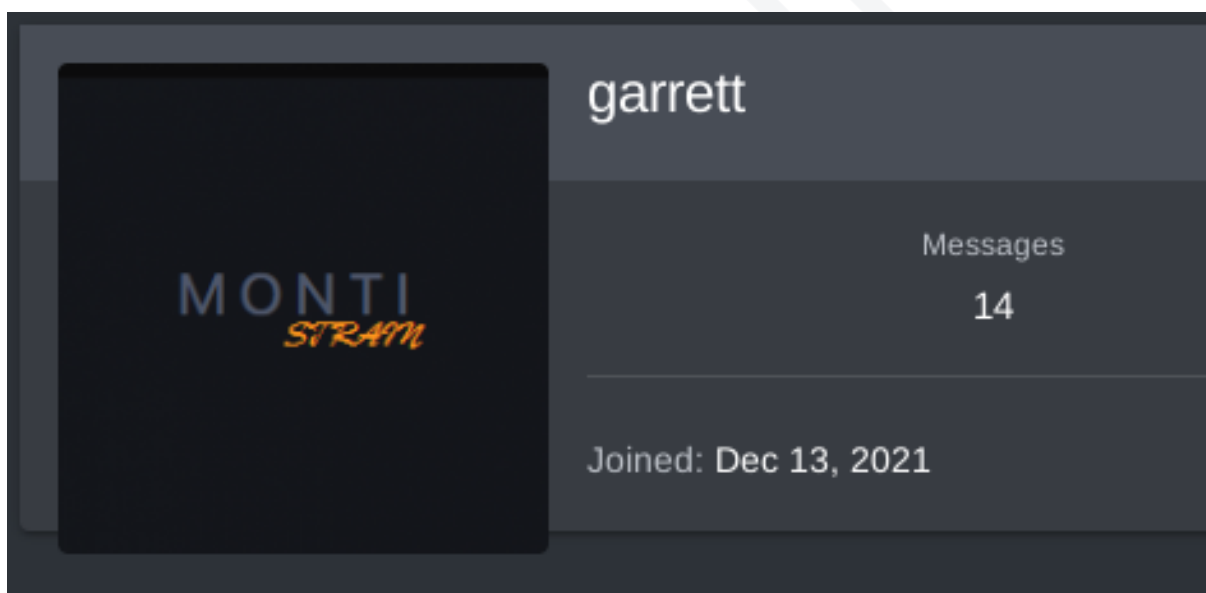 garrett
MONTI
STRAIN
Messages
14
Joined: Dec 13, 2021